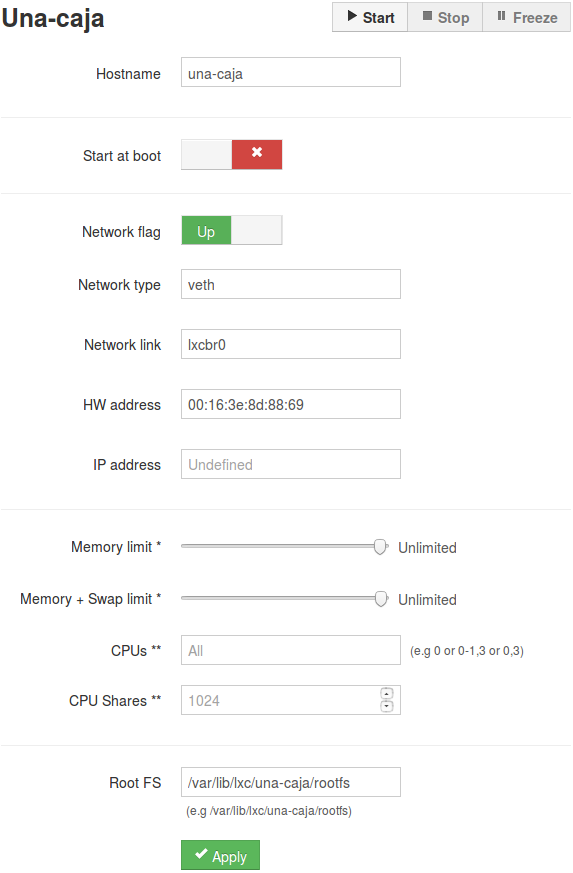 Una-caja
Start Stop Freeze
Hostname una-caja
Start at boot
Network flag Up
Network type veth
Network link lxcbr0
HW address 00:16:3e:8d:88:69
IP address Undefined
Memory limit * Unlimited
Memory + Swap limit * Unlimited
CPUs ** All (e.g 0 or 0-1,3 or 0,3)
CPU Shares ** 1024
Root FS /var/lib/lxc/una-caja/rootfs
(e.g /var/lib/lxc/una-caja/rootfs)
Apply